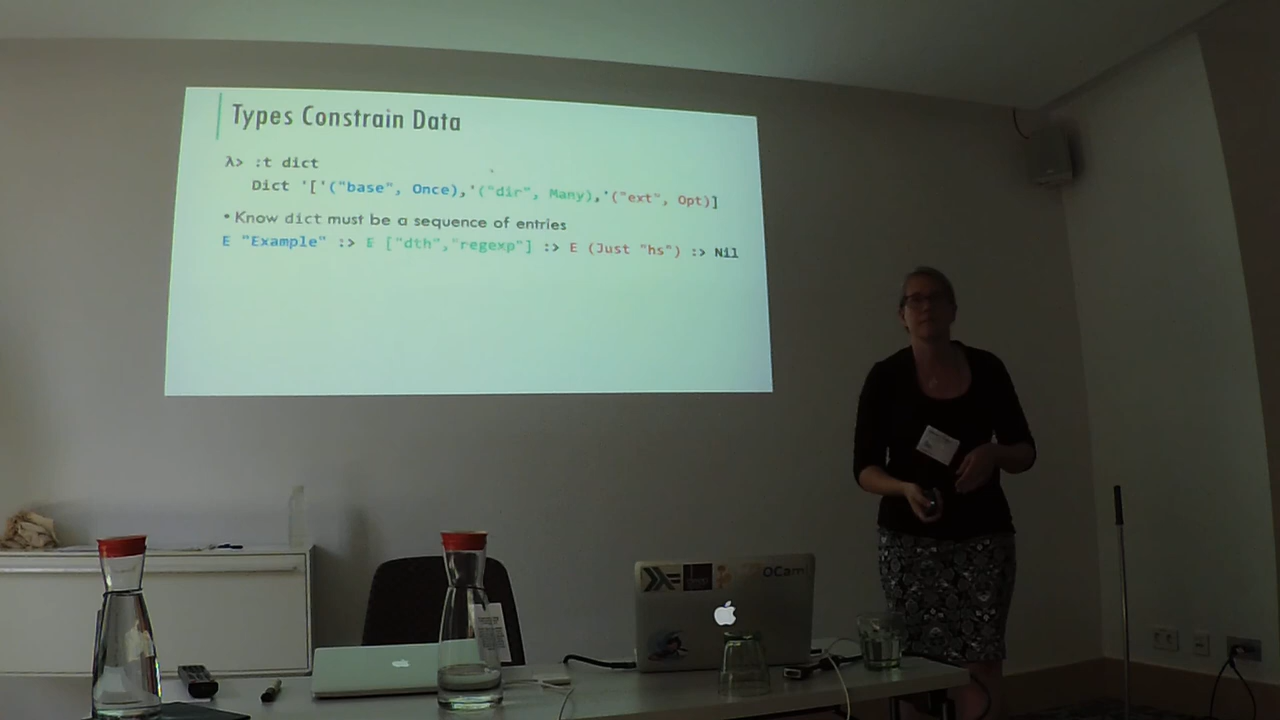 Types Constrain Data
λ> :t dict
Dict '['("base", Once),'("dir", Many),'("ext", Opt)]
• Know dict must be a sequence of entries
E "Example" :> E ["dth","regexp"] :> E (Just "hs") :> Nil
OCam